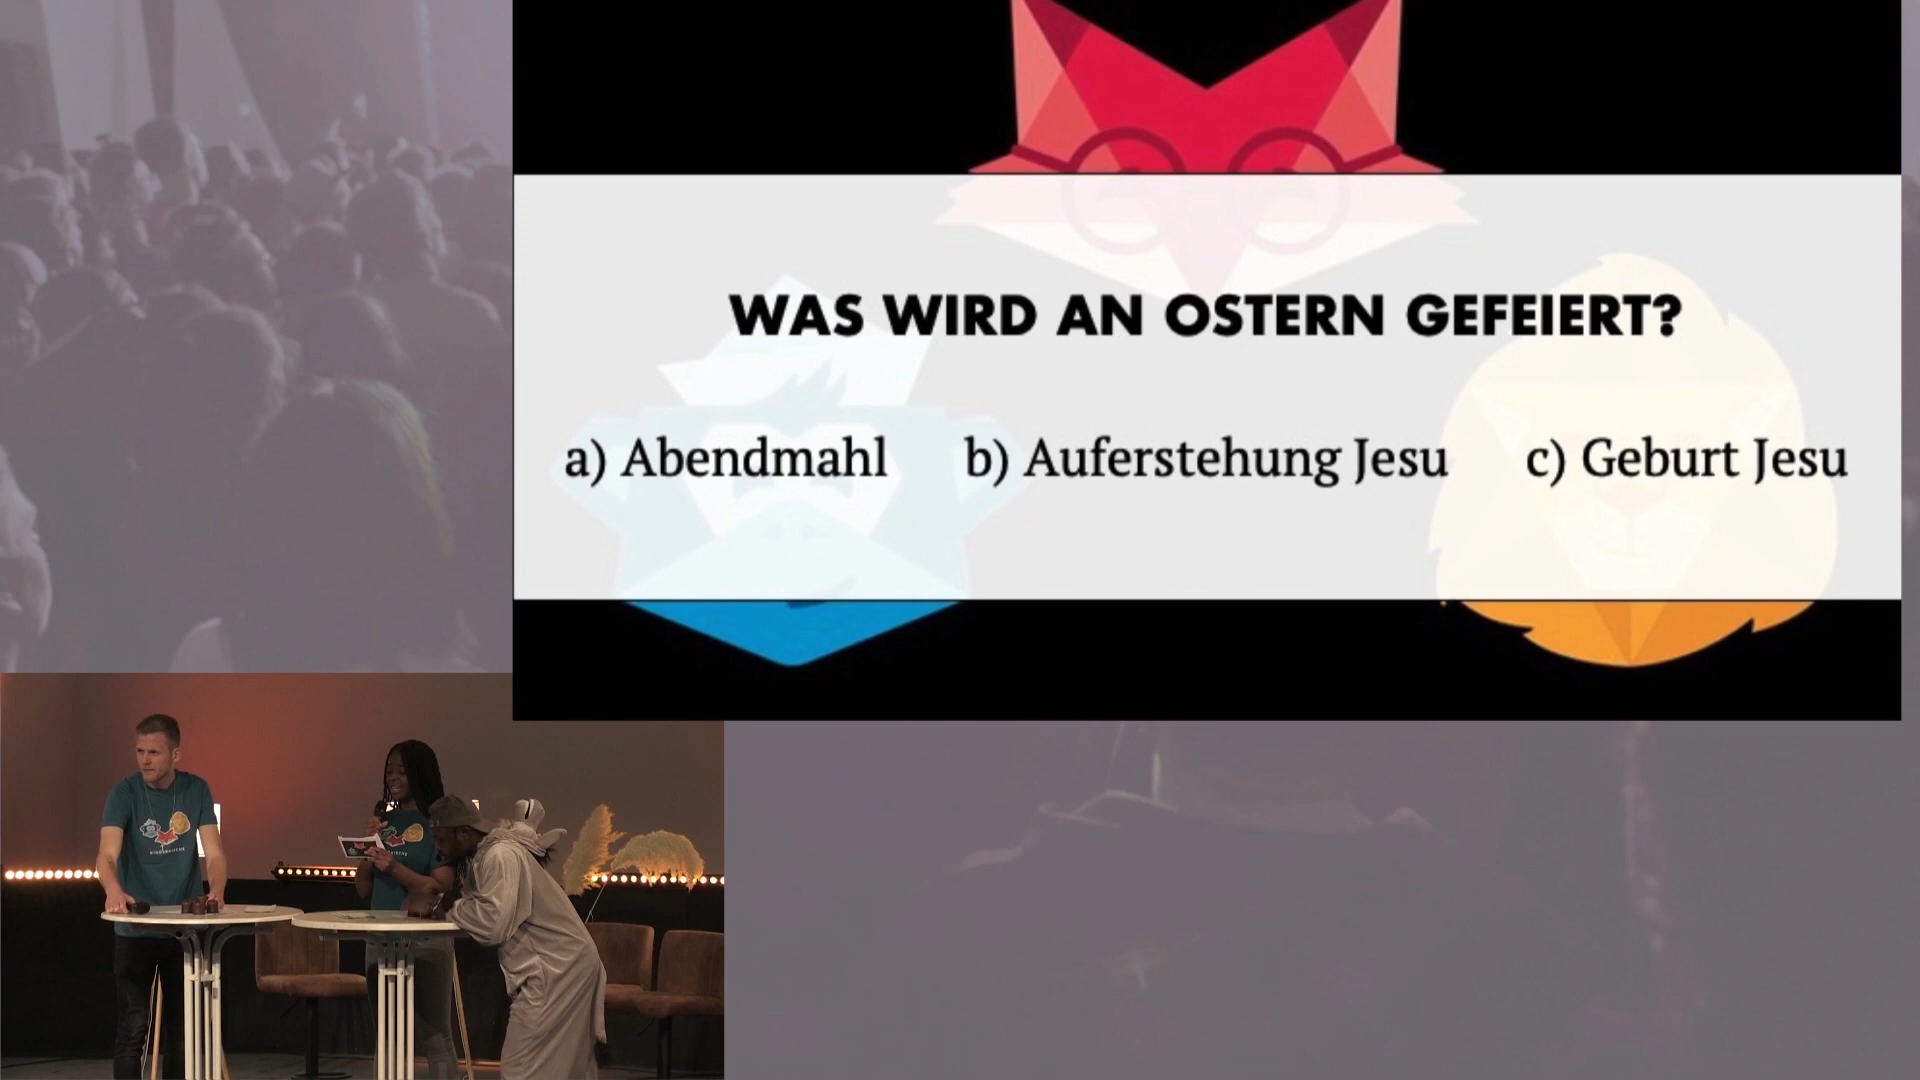 WAS WIRD AN OSTERN GEFEIERT?
a) Abendmahl b) Auferstehung Jesu c) Geburt Jesu